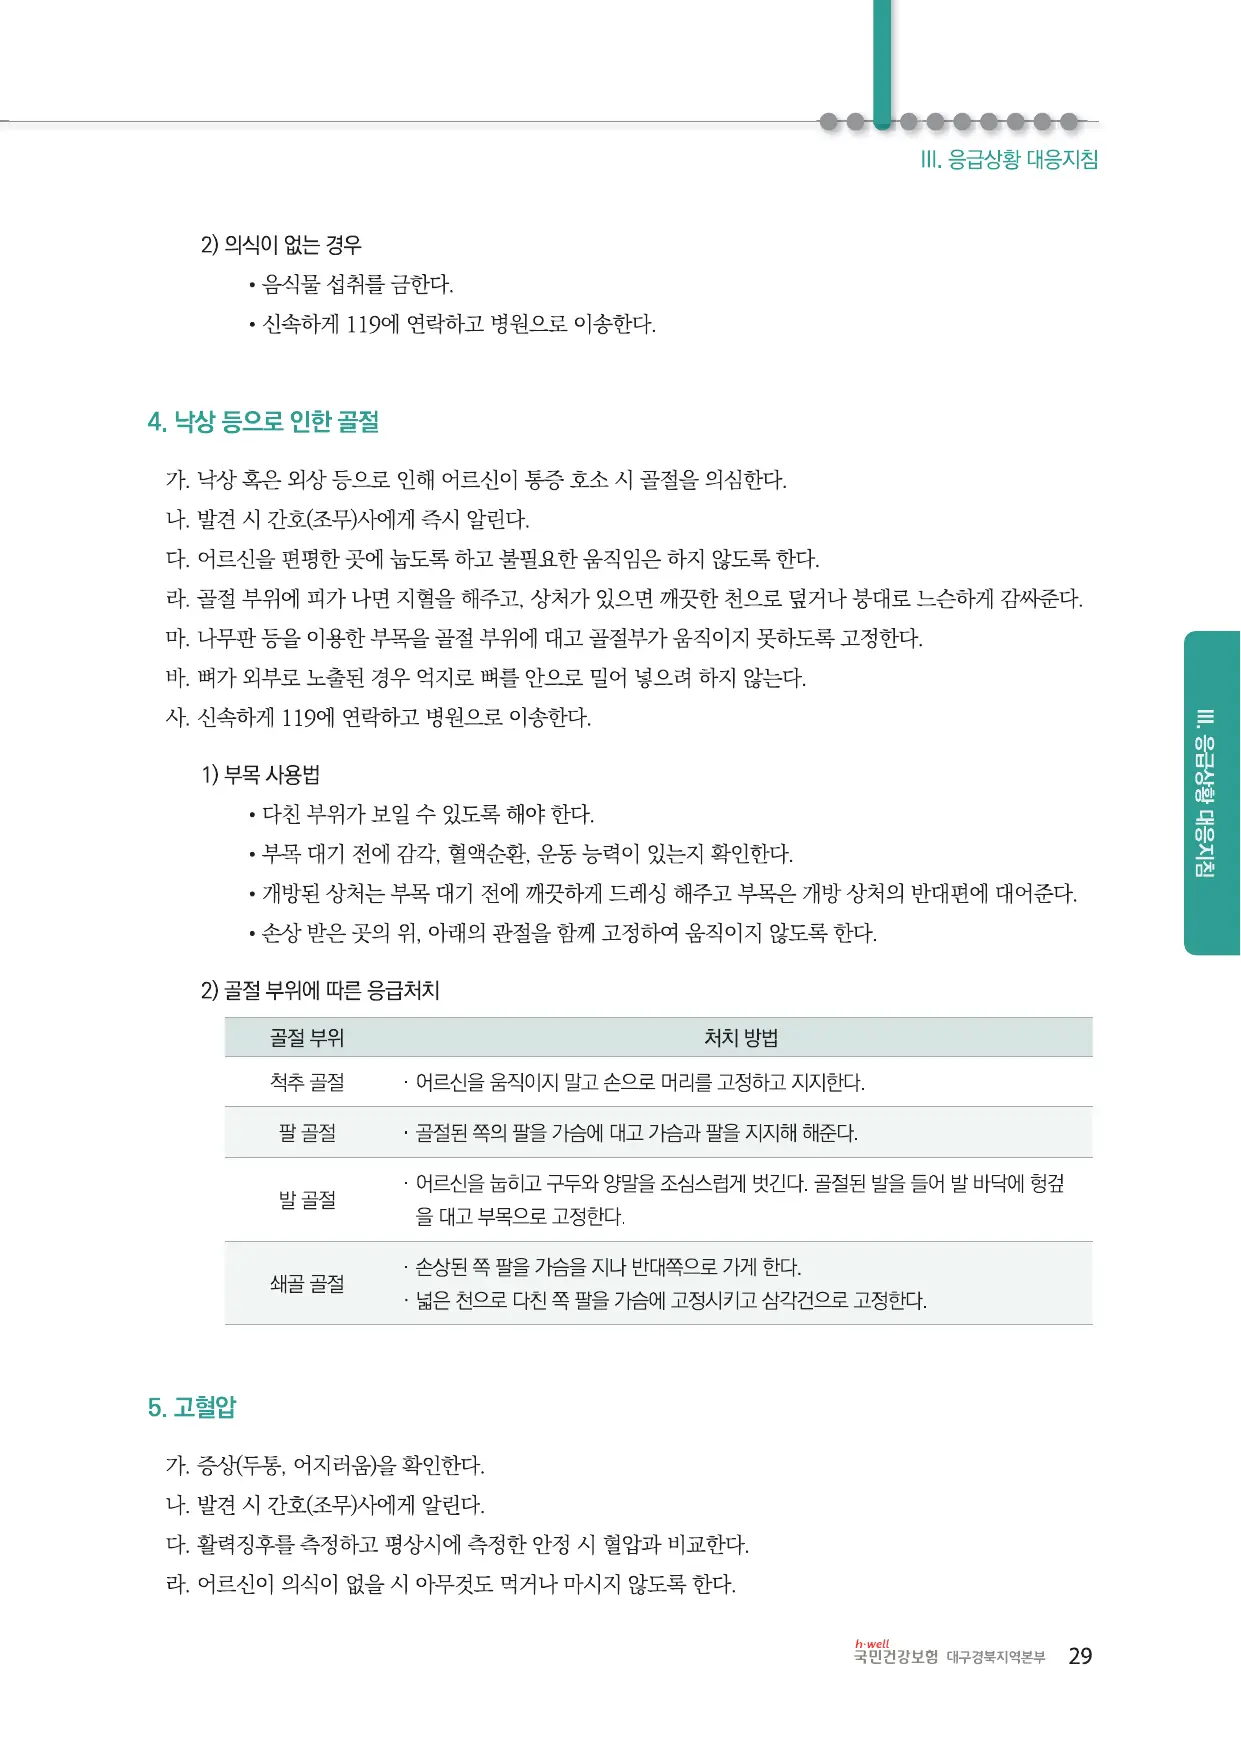 III. 응급상황 대응지침
2) 의식이 없는 경우
• 음식물 섭취를 금한다.
• 신속하게 119에 연락하고 병원으로 이송한다.
4. 낙상 등으로 인한 골절
가. 낙상 혹은 외상 등으로 인해 어르신이 통증 호소 시 골절을 의심한다.
나. 발견 시 간호(조무)사에게 즉시 알린다.
다. 어르신을 편평한 곳에 눕도록 하고 불필요한 움직임은 하지 않도록 한다.
라. 골절 부위에 피가 나면 지혈을 해주고, 상처가 있으면 깨끗한 천으로 덮거나 붕대로 느슨하게 감싸준다.
마. 나무판 등을 이용한 부목을 골절 부위에 대고 골절부가 움직이지 못하도록 고정한다.
바. 뼈가 외부로 노출된 경우 억지로 뼈를 안으로 밀어 넣으려 하지 않는다.
사. 신속하게 119에 연락하고 병원으로 이송한다.
1) 부목 사용법
• 다친 부위가 보일 수 있도록 해야 한다.
• 부목 대기 전에 감각, 혈액순환, 운동 능력이 있는지 확인한다.
• 개방된 상처는 부목 대기 전에 깨끗하게 드레싱 해주고 부목은 개방 상처의 반대편에 대어준다.
• 손상 받은 곳의 위, 아래의 관절을 함께 고정하여 움직이지 않도록 한다.
2) 골절 부위에 따른 응급처치
골절 부위 처치 방법
척추 골절 · 어르신을 움직이지 말고 손으로 머리를 고정하고 지지한다.
팔 골절 · 골절된 쪽의 팔을 가슴에 대고 가슴과 팔을 지지해 해준다.
발 골절 · 어르신을 눕히고 구두와 양말을 조심스럽게 벗긴다. 골절된 발을 들어 발 바닥에 헝겊
을 대고 부목으로 고정한다.
쇄골 골절 · 손상된 쪽 팔을 가슴을 지나 반대쪽으로 가게 한다.
· 넓은 천으로 다친 쪽 팔을 가슴에 고정시키고 삼각건으로 고정한다.
5. 고혈압
가. 증상(두통, 어지러움)을 확인한다.
나. 발견 시 간호(조무)사에게 알린다.
다. 활력징후를 측정하고 평상시에 측정한 안정 시 혈압과 비교한다.
라. 어르신이 의식이 없을 시 아무것도 먹거나 마시지 않도록 한다.
III. 응급상황 대응지침
h·well
국민건강보험 대구경북지역본부 29